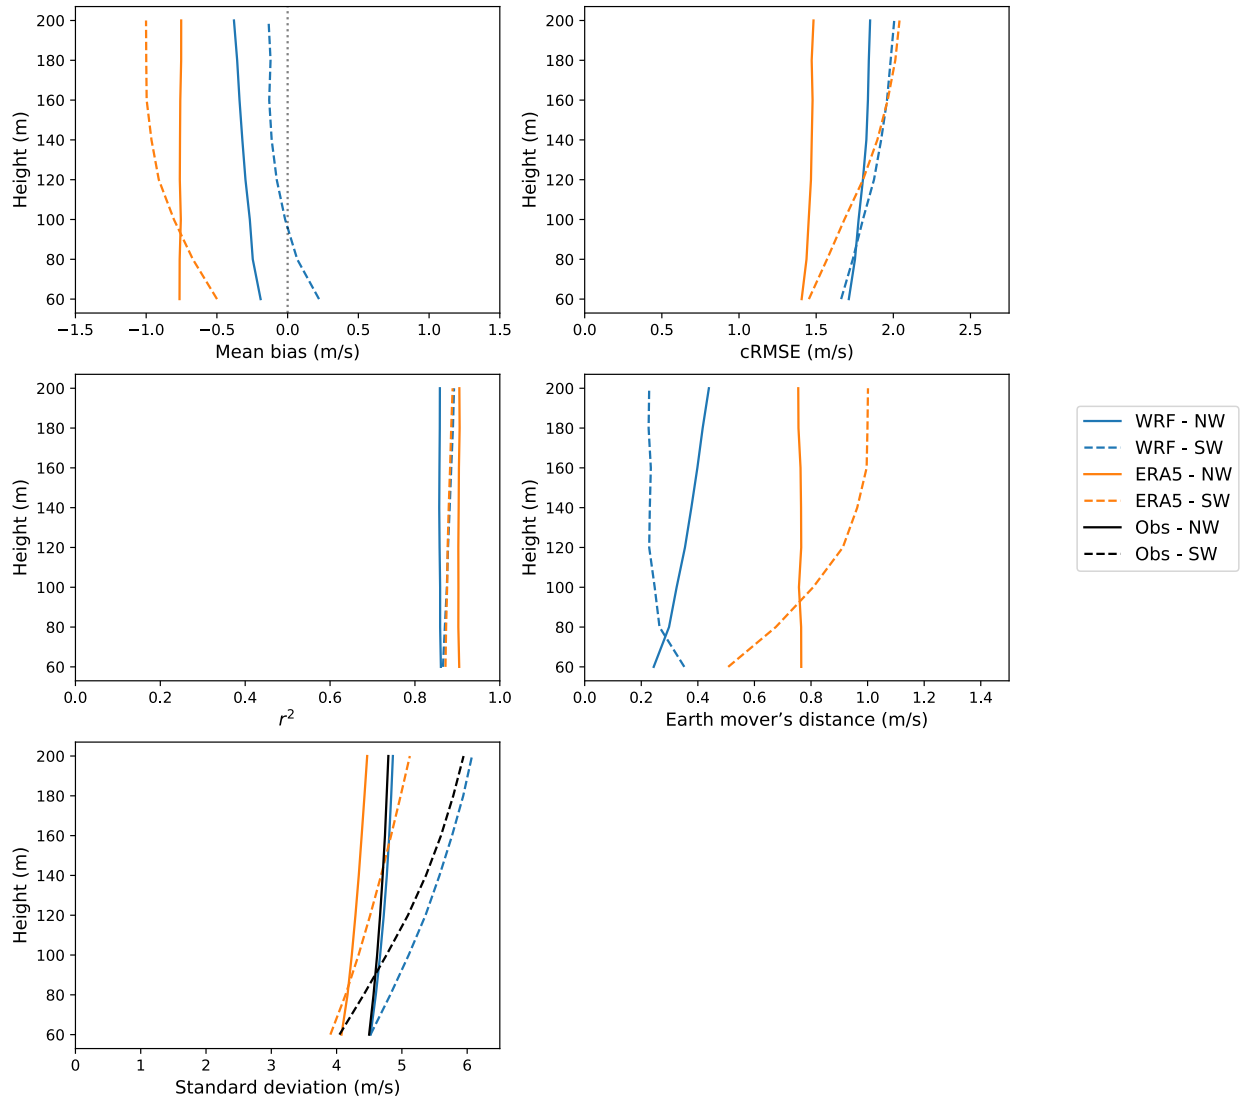 200
180
160
140
120
100
80
60
Height (m)
−1.5 −1.0 −0.5 0.0 0.5 1.0 1.5
Mean bias (m/s)
200
180
160
140
120
100
80
60
Height (m)
0.0 0.5 1.0 1.5 2.0 2.5
cRMSE (m/s)
200
180
160
140
120
100
80
60
Height (m)
0.0 0.2 0.4 0.6 0.8 1.0
r²
200
180
160
140
120
100
80
60
Height (m)
0.0 0.2 0.4 0.6 0.8 1.0 1.2 1.4
Earth mover’s distance (m/s)
WRF - NW
WRF - SW
ERA5 - NW
ERA5 - SW
Obs - NW
Obs - SW
200
180
160
140
120
100
80
60
Height (m)
0 1 2 3 4 5 6
Standard deviation (m/s)